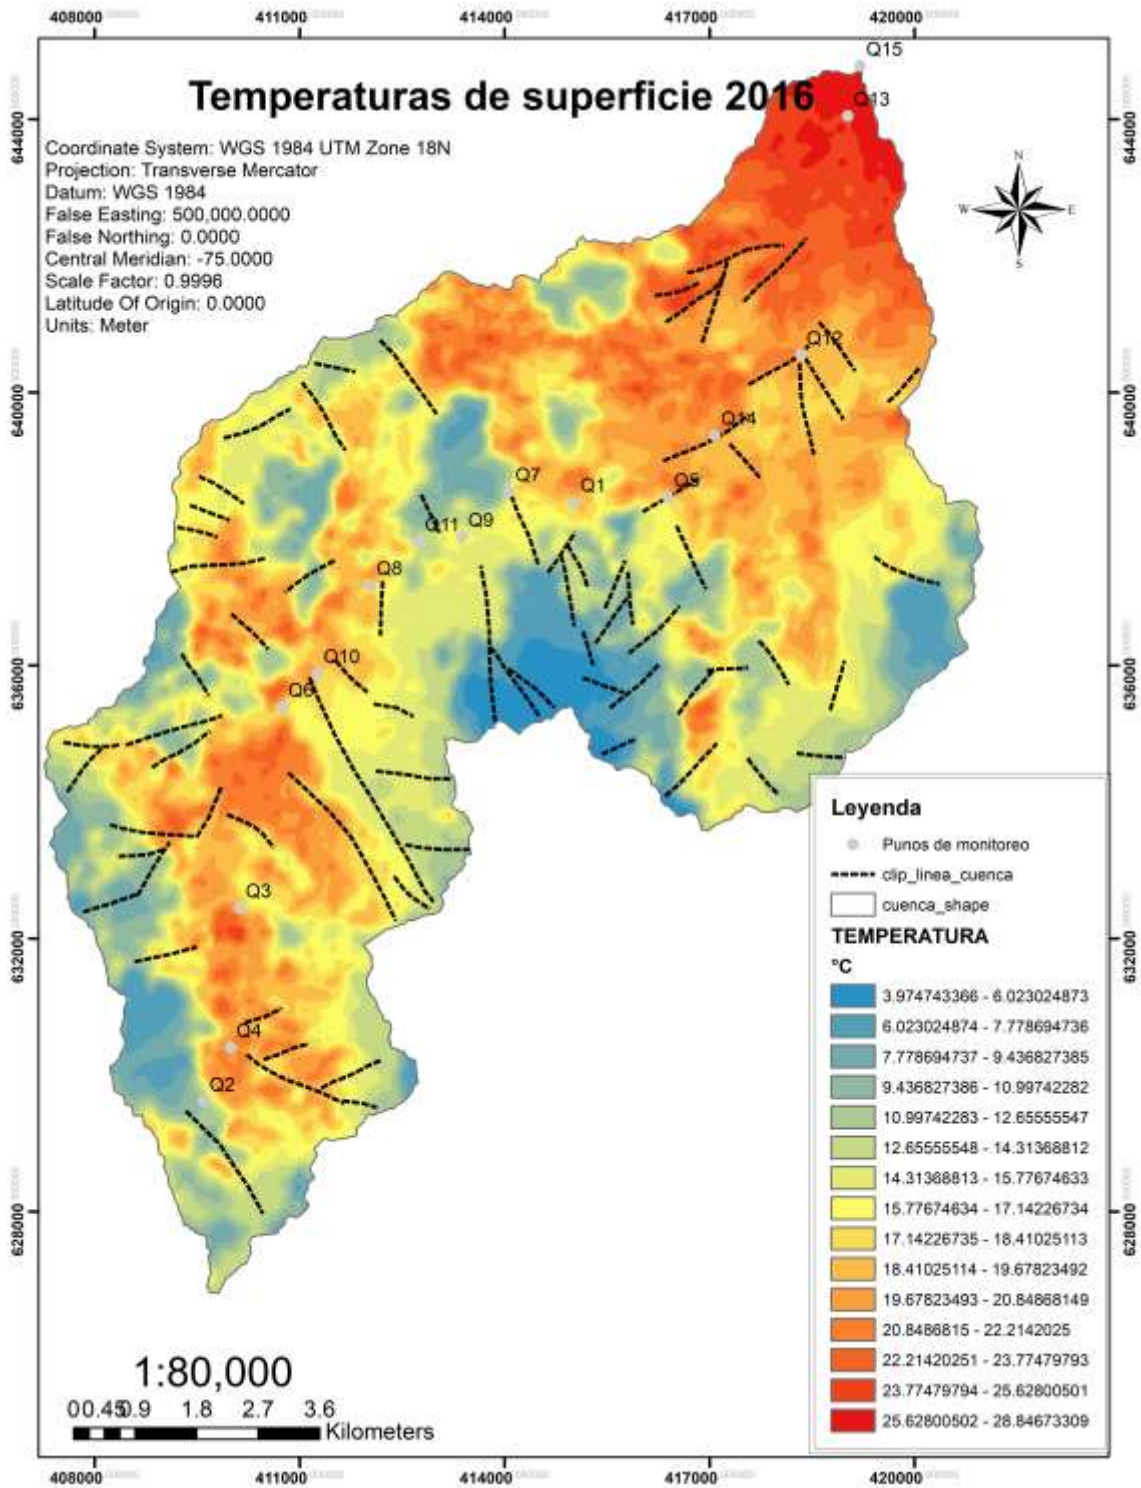 408000 411000 414000 417000 420000
Q15
Temperaturas de superficie 2016
Q13
644000
644000
Coordinate System: WGS 1984 UTM Zone 18N
Projection: Transverse Mercator
Datum: WGS 1984
False Easting: 500,000.0000
False Northing: 0.0000
Central Meridian: -75.0000
Scale Factor: 0.9996
Latitude Of Origin: 0.0000
Units: Meter
N
W E
S
Q12
640000
640000
Q14
Q7
Q1
Q5
Q11
Q9
Q8
Q10
636000
636000
Q6
Q3
632000
632000
Q4
Q2
628000
628000
Leyenda
Punos de monitoreo
clip_linea_cuenca
cuenca_shape
TEMPERATURA
°C
3.974743366 - 6.023024873
6.023024874 - 7.778694736
7.778694737 - 9.436827385
9.436827386 - 10.99742282
10.99742283 - 12.65555547
12.65555548 - 14.31368812
14.31368813 - 15.77674633
15.77674634 - 17.14226734
17.14226735 - 18.41025113
18.41025114 - 19.67823492
19.67823493 - 20.84868149
20.8486815 - 22.2142025
22.21420251 - 23.77479793
23.77479794 - 25.62800501
25.62800502 - 28.84673309
1:80,000
0 0.45 0.9 1.8 2.7 3.6
Kilometers
408000 411000 414000 417000 420000